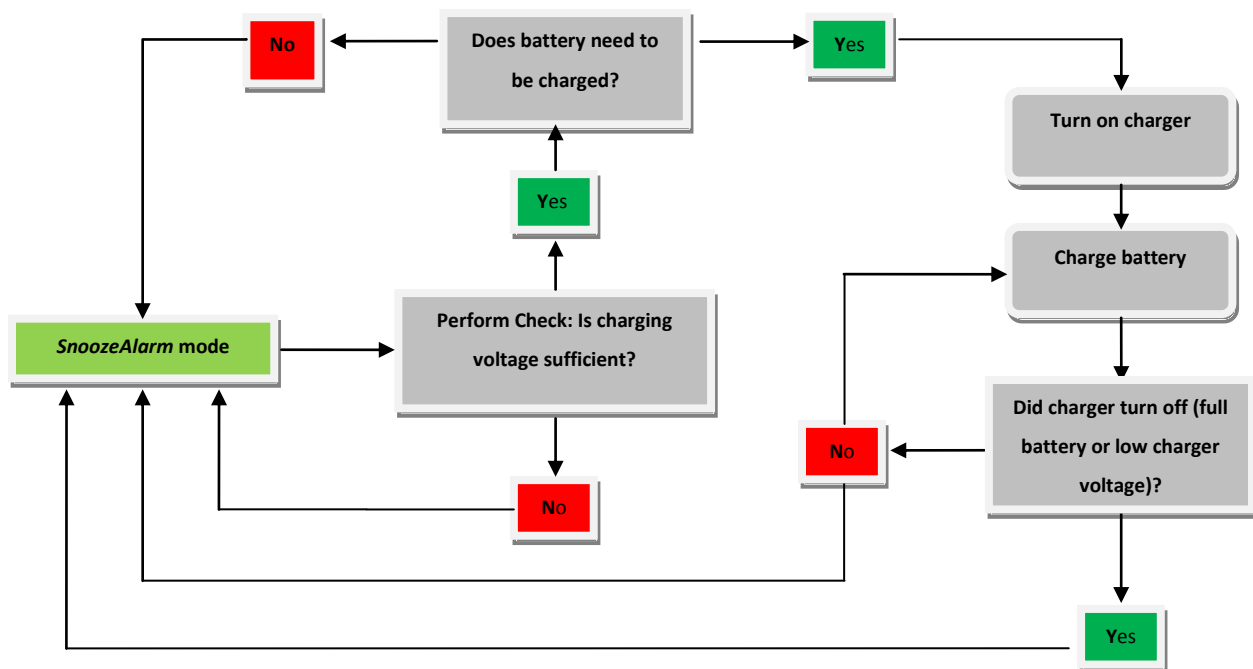 No
Does battery need to
be charged?
Yes
Turn on charger
Yes
Charge battery
SnoozeAlarm mode
Perform Check: Is charging
voltage sufficient?
Did charger turn off (full
battery or low charger
voltage)?
No
No
Yes